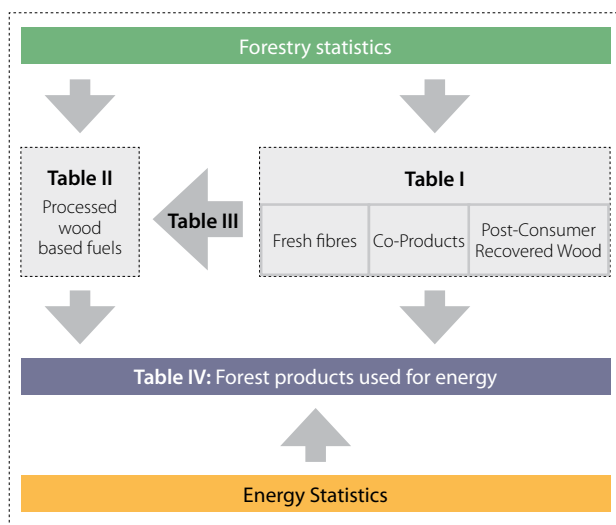 Forestry statistics
Table II
Processed
wood
based fuels
Table III
Table I
Fresh fibres
Co-Products
Post-Consumer
Recovered Wood
Table IV: Forest products used for energy
Energy Statistics